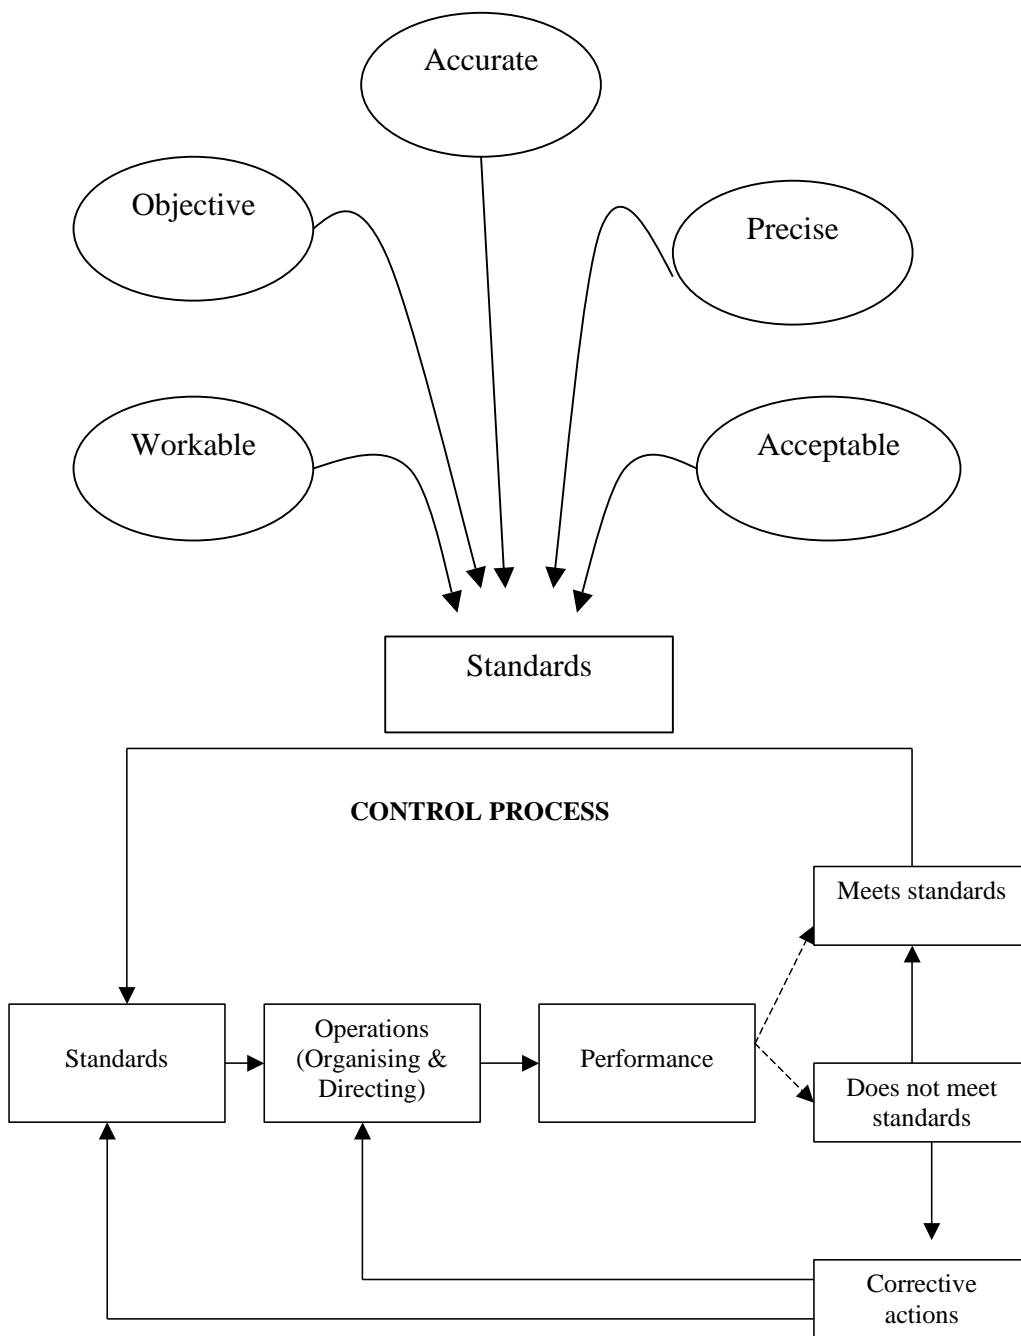 Accurate
Objective
Precise
Workable
Acceptable
Standards
CONTROL PROCESS
Meets standards
Standards
Operations
(Organising &
Directing)
Performance
Does not meet
standards
Corrective
actions